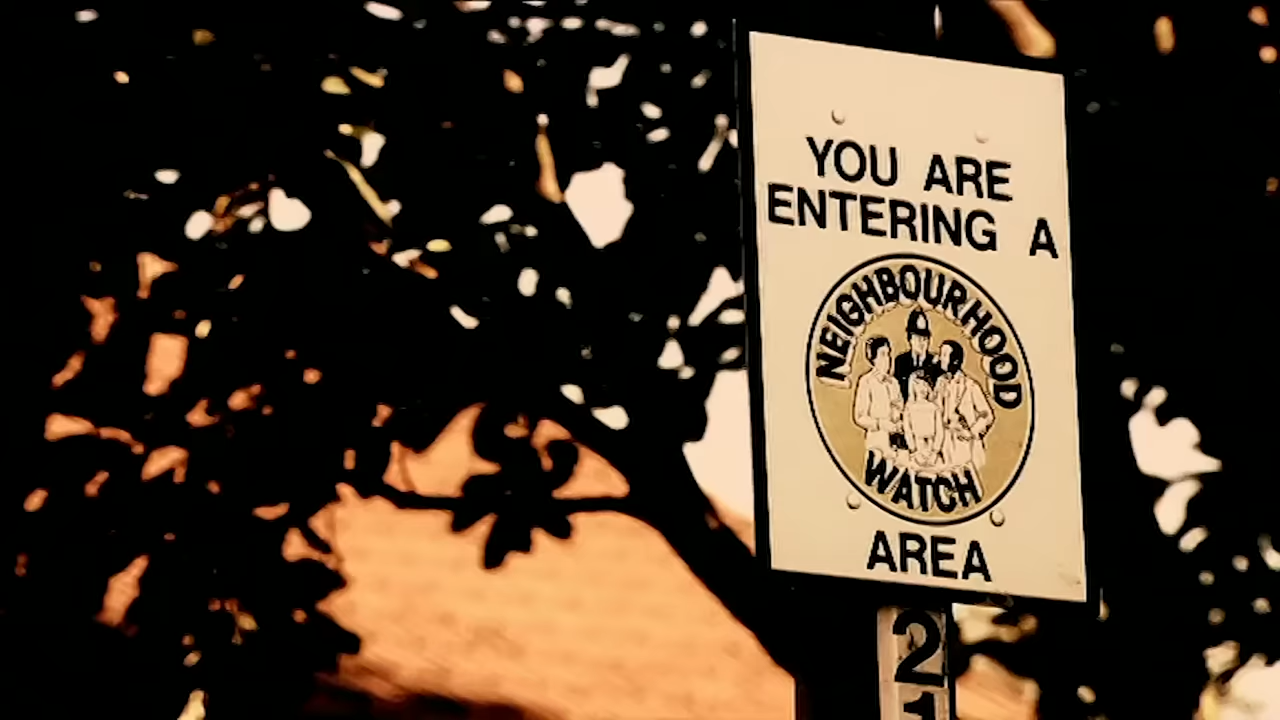 YOU ARE
ENTERING A
NEIGHBOURHOOD
WATCH
AREA
2
1